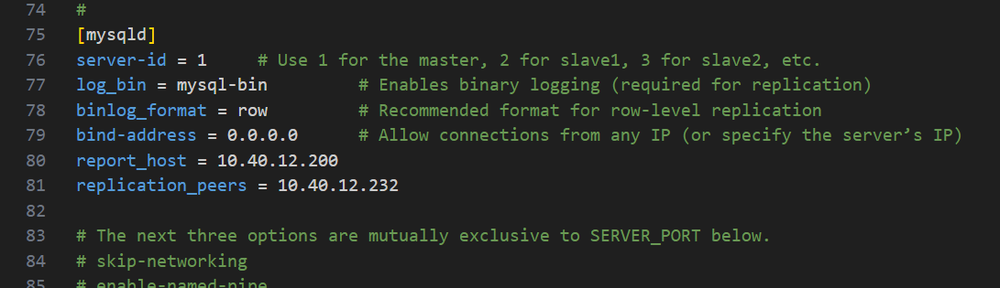 74 #
75 [mysqld]
76 server-id = 1 # Use 1 for the master, 2 for slave1, 3 for slave2, etc.
77 log_bin = mysql-bin # Enables binary logging (required for replication)
78 binlog_format = row # Recommended format for row-level replication
79 bind-address = 0.0.0.0 # Allow connections from any IP (or specify the server’s IP)
80 report_host = 10.40.12.200
81 replication_peers = 10.40.12.232
82
83 # The next three options are mutually exclusive to SERVER_PORT below.
84 # skip-networking
85 # enable-named-pipe